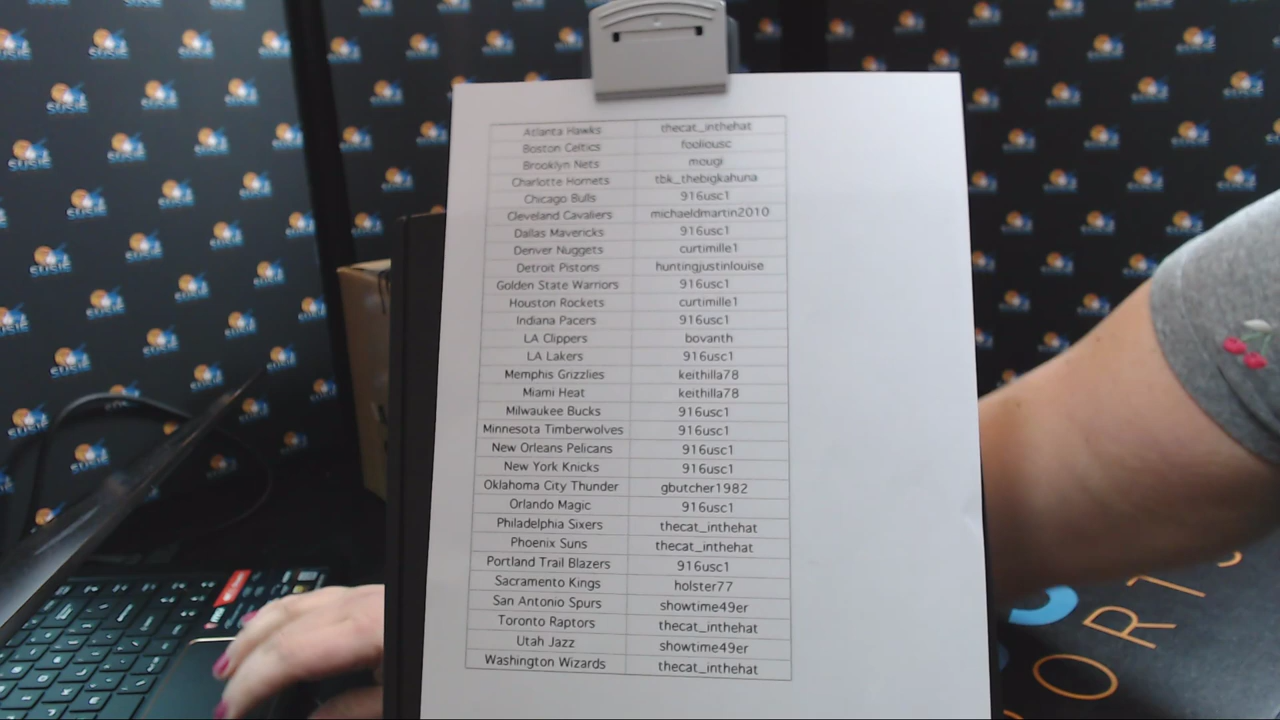 Atlanta Hawks thecat_inthehat
Boston Celtics fooliousc
Brooklyn Nets mougi
Charlotte Hornets tbk_thebigkahuna
Chicago Bulls 916usc1
Cleveland Cavaliers michaeldmartin2010
Dallas Mavericks 916usc1
Denver Nuggets curtimille1
Detroit Pistons huntingjustinlouise
Golden State Warriors 916usc1
Houston Rockets curtimille1
Indiana Pacers 916usc1
LA Clippers bovanth
LA Lakers 916usc1
Memphis Grizzlies keithilla78
Miami Heat keithilla78
Milwaukee Bucks 916usc1
Minnesota Timberwolves 916usc1
New Orleans Pelicans 916usc1
New York Knicks 916usc1
Oklahoma City Thunder gbutcher1982
Orlando Magic 916usc1
Philadelphia Sixers thecat_inthehat
Phoenix Suns thecat_inthehat
Portland Trail Blazers 916usc1
Sacramento Kings holster77
San Antonio Spurs showtime49er
Toronto Raptors thecat_inthehat
Utah Jazz showtime49er
Washington Wizards thecat_inthehat